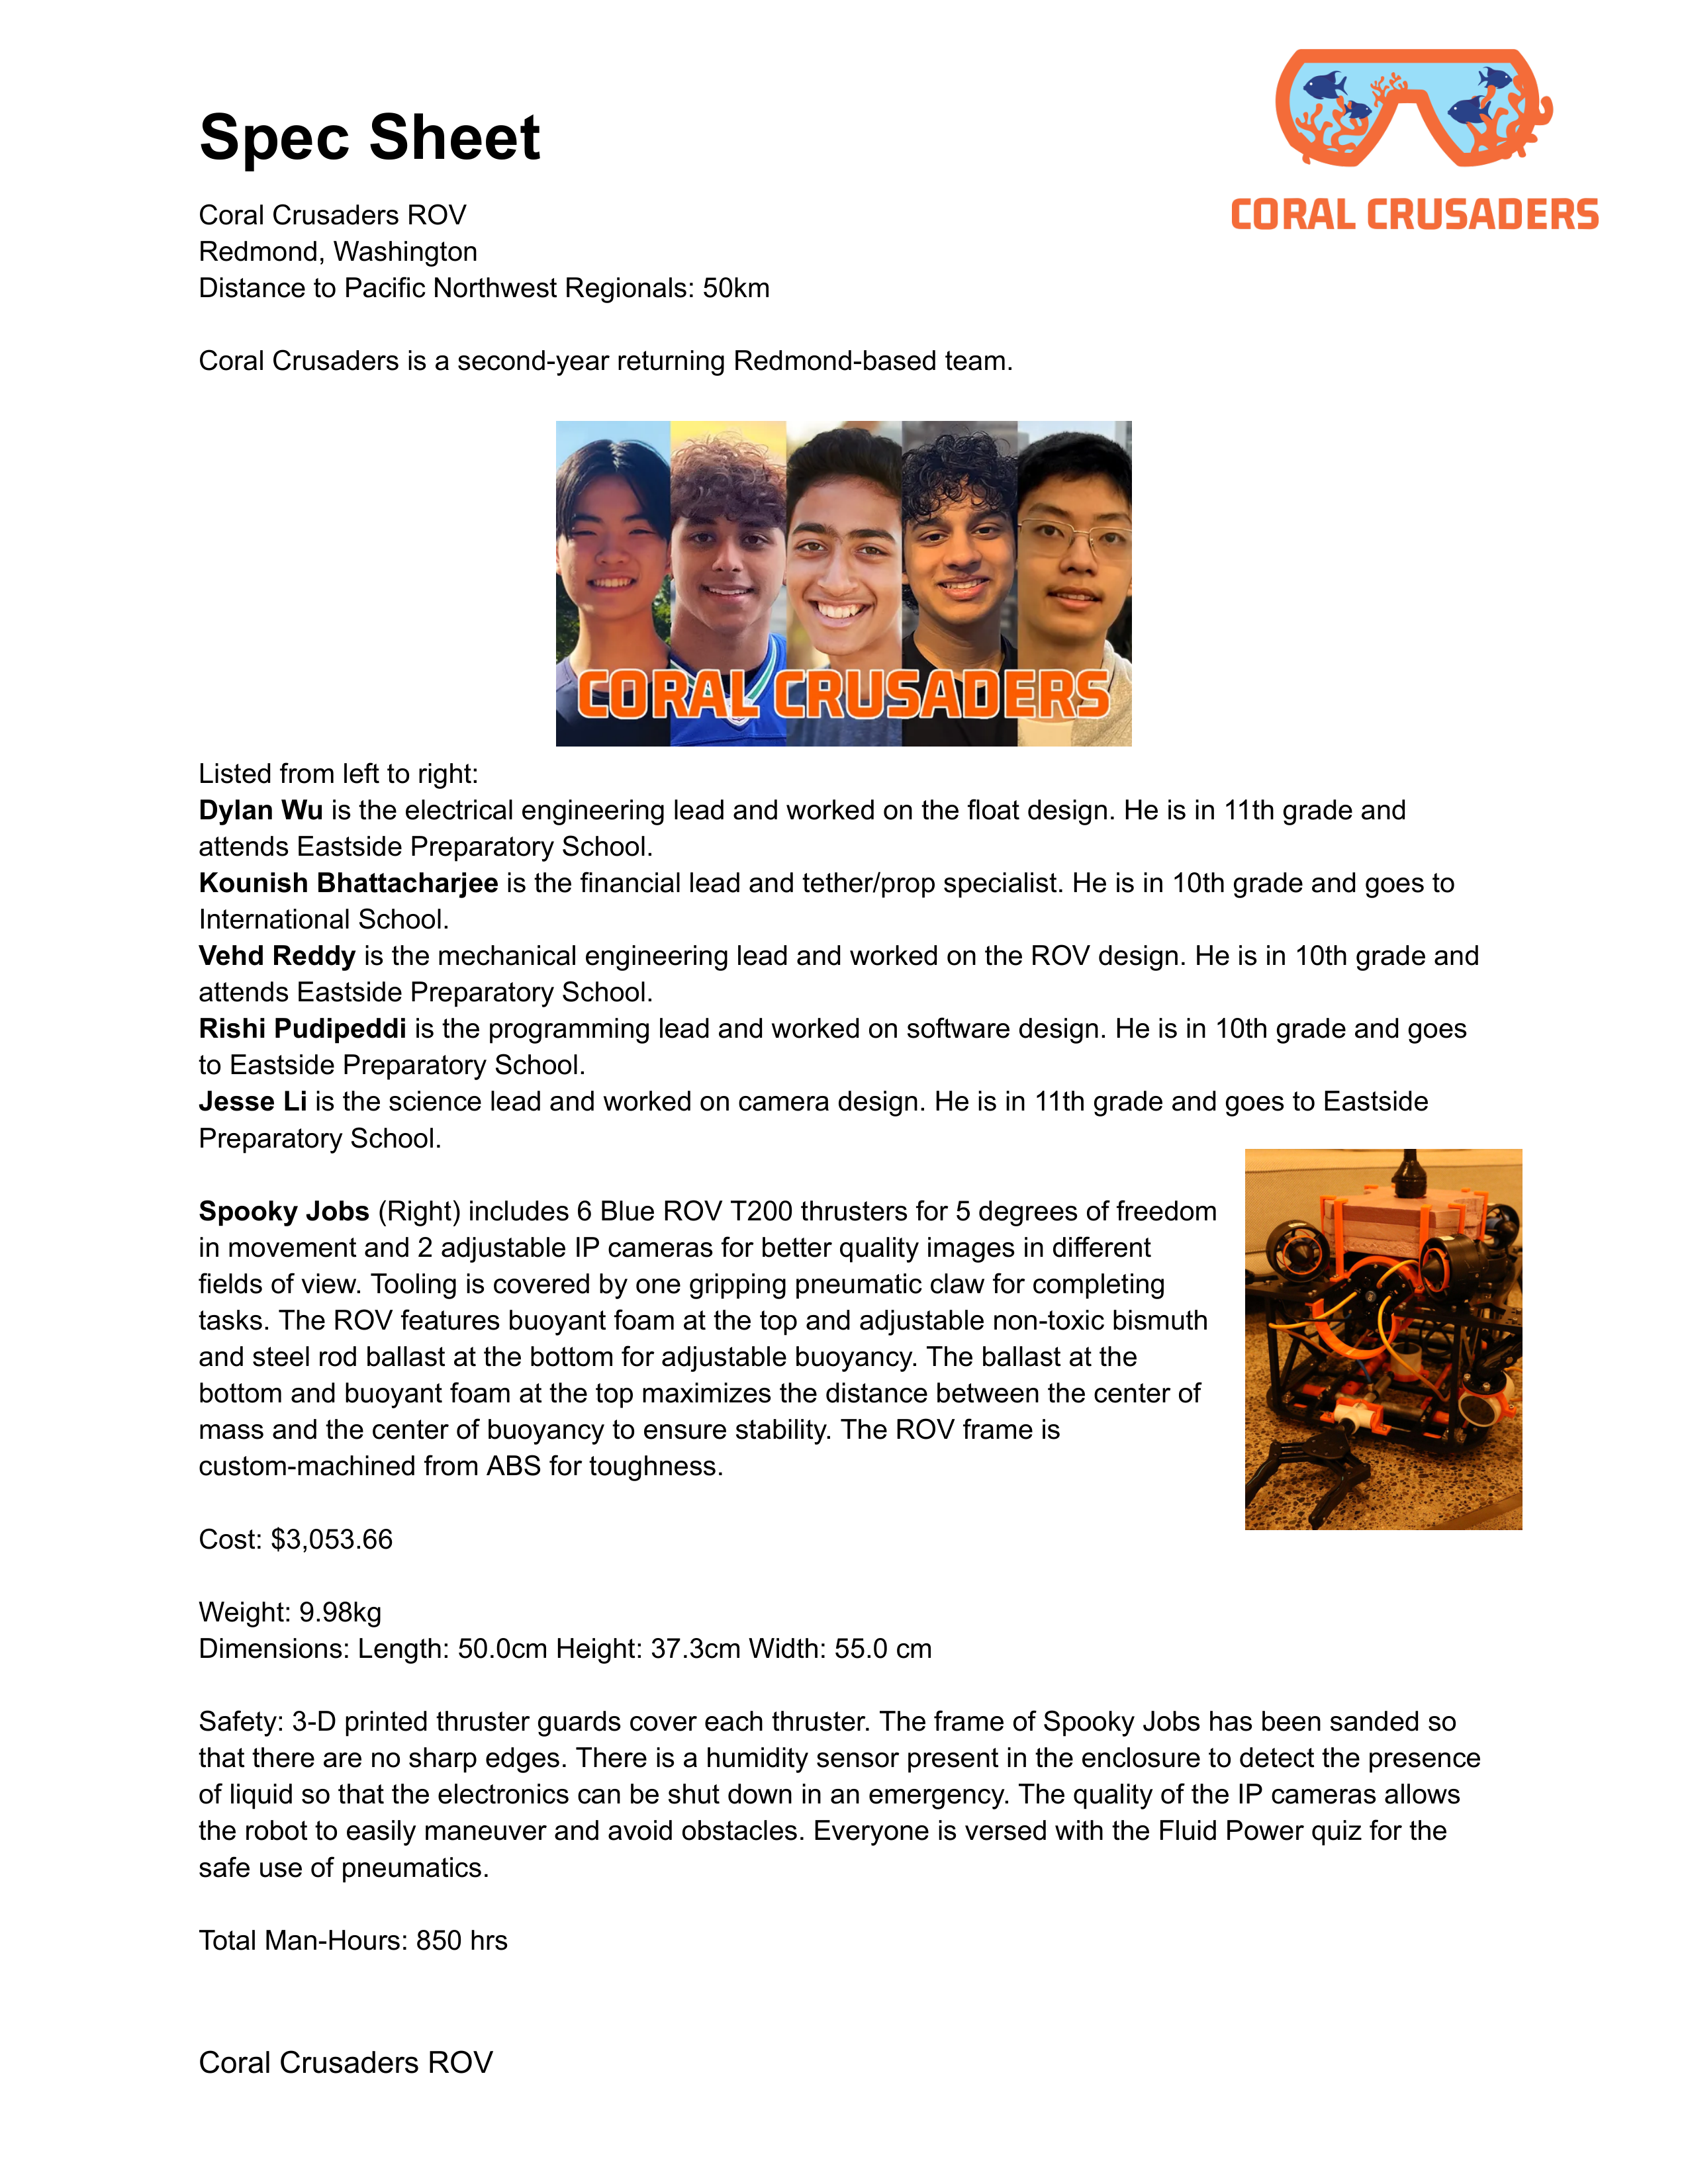 Spec Sheet
CORAL CRUSADERS
Coral Crusaders ROV
Redmond, Washington
Distance to Pacific Northwest Regionals: 50km
Coral Crusaders is a second-year returning Redmond-based team.
CORAL CRUSADERS
Listed from left to right:
Dylan Wu is the electrical engineering lead and worked on the float design. He is in 11th grade and
attends Eastside Preparatory School.
Kounish Bhattacharjee is the financial lead and tether/prop specialist. He is in 10th grade and goes to
International School.
Vehd Reddy is the mechanical engineering lead and worked on the ROV design. He is in 10th grade and
attends Eastside Preparatory School.
Rishi Pudipeddi is the programming lead and worked on software design. He is in 10th grade and goes
to Eastside Preparatory School.
Jesse Li is the science lead and worked on camera design. He is in 11th grade and goes to Eastside
Preparatory School.
Spooky Jobs (Right) includes 6 Blue ROV T200 thrusters for 5 degrees of freedom
in movement and 2 adjustable IP cameras for better quality images in different
fields of view. Tooling is covered by one gripping pneumatic claw for completing
tasks. The ROV features buoyant foam at the top and adjustable non-toxic bismuth
and steel rod ballast at the bottom for adjustable buoyancy. The ballast at the
bottom and buoyant foam at the top maximizes the distance between the center of
mass and the center of buoyancy to ensure stability. The ROV frame is
custom-machined from ABS for toughness.
Cost: $3,053.66
Weight: 9.98kg
Dimensions: Length: 50.0cm Height: 37.3cm Width: 55.0 cm
Safety: 3-D printed thruster guards cover each thruster. The frame of Spooky Jobs has been sanded so
that there are no sharp edges. There is a humidity sensor present in the enclosure to detect the presence
of liquid so that the electronics can be shut down in an emergency. The quality of the IP cameras allows
the robot to easily maneuver and avoid obstacles. Everyone is versed with the Fluid Power quiz for the
safe use of pneumatics.
Total Man-Hours: 850 hrs
Coral Crusaders ROV